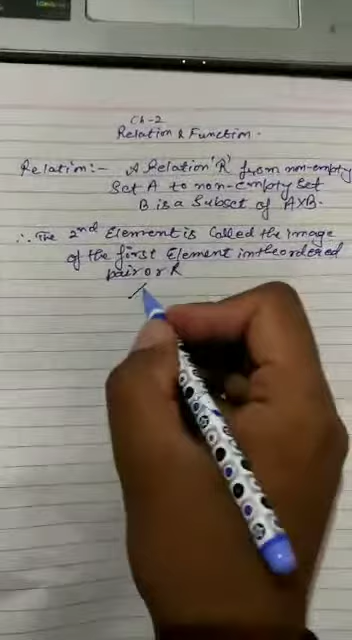 Ch-2
Relation & Function.
Relation:- A Relation 'R' from non-empty
Set A to non-empty set
B is a Subset of AxB.
∴ The 2nd Element is Called the image
of the first Element in the ordered
pair or R